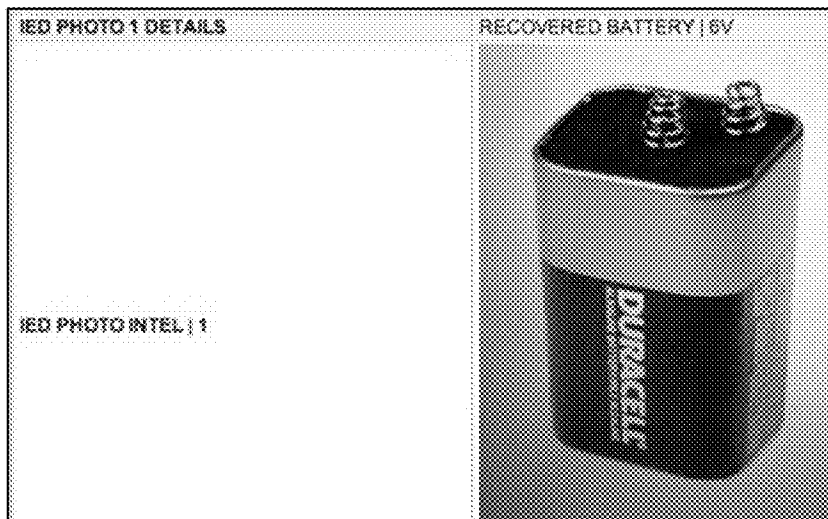 IED PHOTO 1 DETAILS
RECOVERED BATTERY | 6V
IED PHOTO INTEL | 1
DURACELL